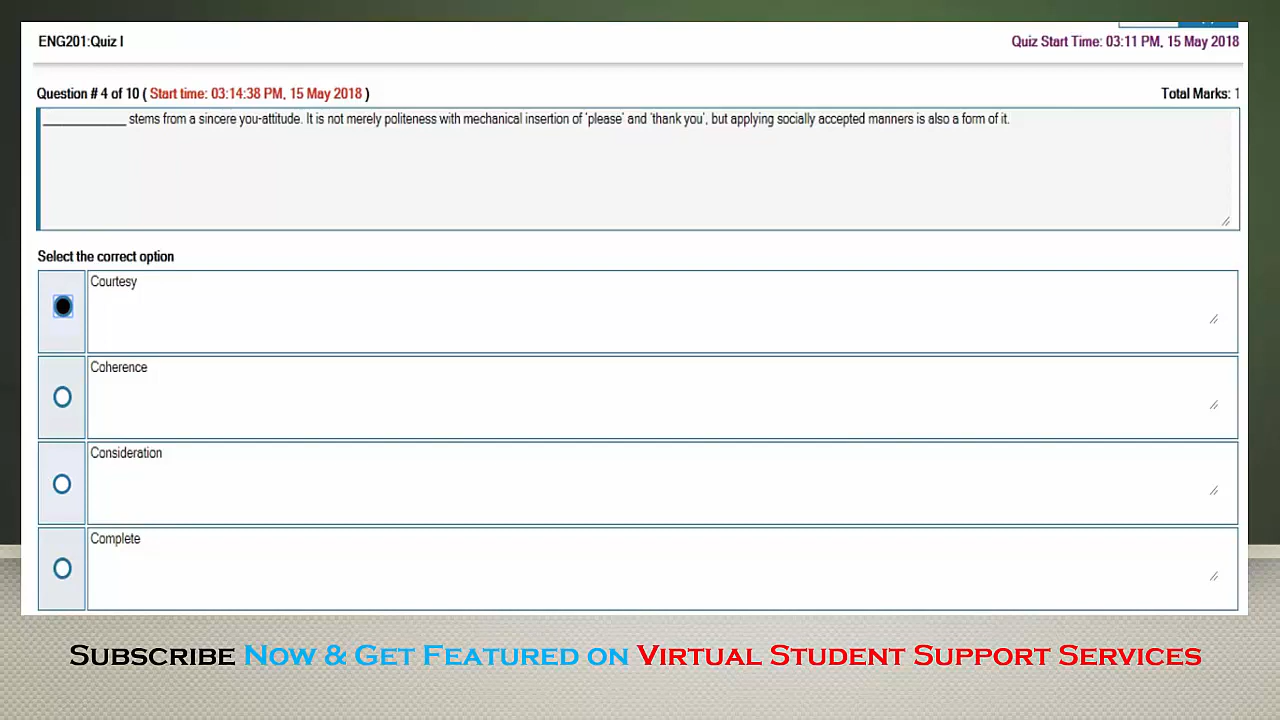 ENG201:Quiz I
Quiz Start Time: 03:11 PM, 15 May 2018
Question # 4 of 10 ( Start time: 03:14:38 PM, 15 May 2018 )
Total Marks: 1
_____________ stems from a sincere you-attitude. It is not merely politeness with mechanical insertion of 'please' and 'thank you', but applying socially accepted manners is also a form of it.
Select the correct option
Courtesy
Coherence
Consideration
Complete
Subscribe Now & Get Featured on Virtual Student Support Services